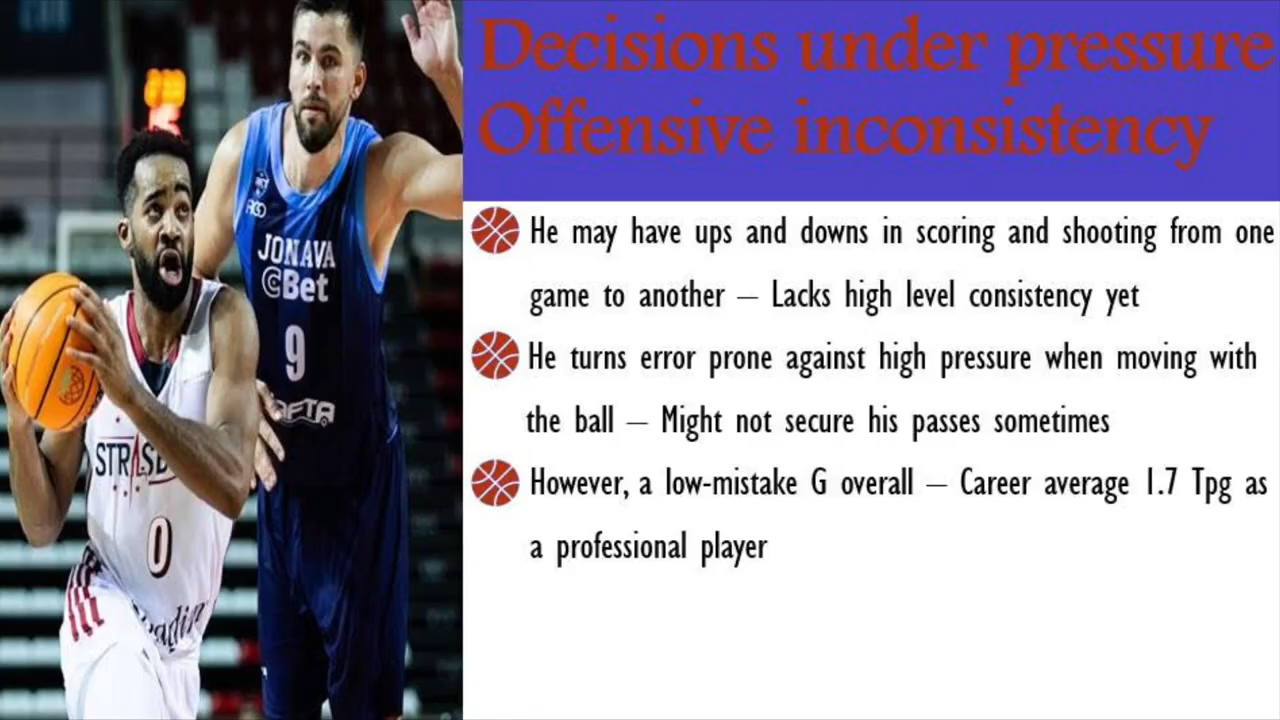 Decisions under pressure
Offensive inconsistency
He may have ups and downs in scoring and shooting from one
game to another – Lacks high level consistency yet
He turns error prone against high pressure when moving with
the ball – Might not secure his passes sometimes
However, a low-mistake G overall – Career average 1.7 Tpg as
a professional player
JONAVA
CBet
9
0